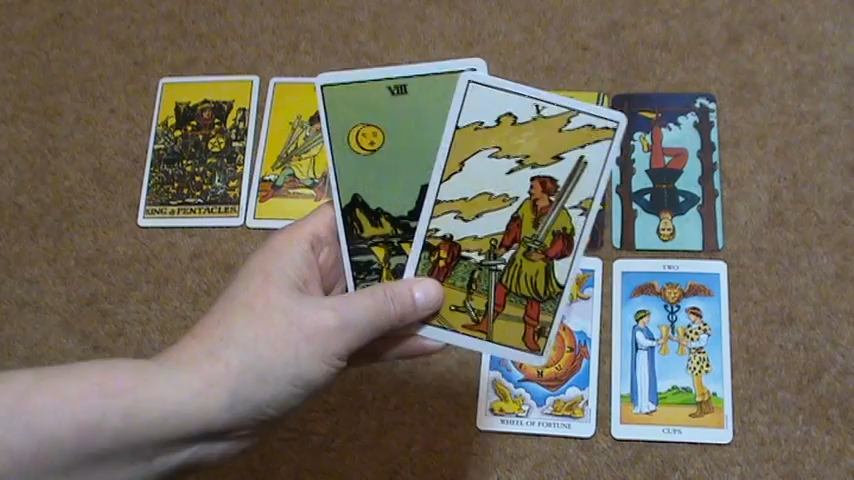 VIII
V
KING of PENTACLES.
WHEEL of FORTUNE.
TWO
CUPS